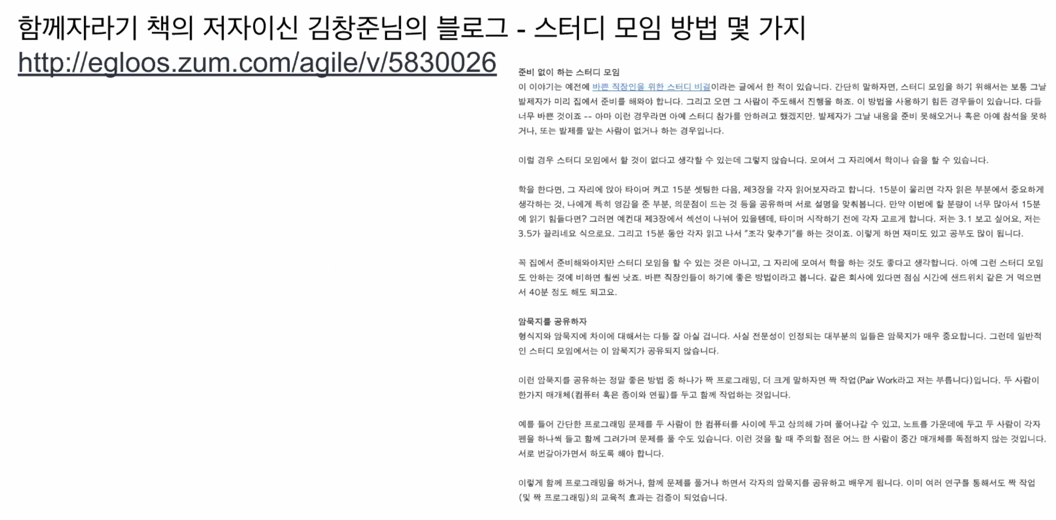 함께자라기 책의 저자이신 김창준님의 블로그 - 스터디 모임 방법 몇 가지
http://egloos.zum.com/agile/v/5830026
준비 없이 하는 스터디 모임
이 이야기는 예전에 바쁜 직장인을 위한 스터디 비결이라는 글에서 한 적이 있습니다. 간단히 말하자면, 스터디 모임을 하기 위해서는 보통 그날
발제자가 미리 집에서 준비를 해와야 합니다. 그리고 오면 그 사람이 주도해서 진행을 하죠. 이 방법을 사용하기 힘든 경우들이 있습니다. 다들
너무 바쁜 것이죠 -- 아마 이런 경우라면 아예 스터디 참가를 안하려고 했겠지만. 발제자가 그날 내용을 준비 못해오거나 혹은 아예 참석을 못하
거나, 또는 발제를 맡는 사람이 없거나 하는 경우입니다.
이럴 경우 스터디 모임에서 할 것이 없다고 생각할 수 있는데 그렇지 않습니다. 모여서 그 자리에서 학이나 습을 할 수 있습니다.
학을 한다면, 그 자리에 앉아 타이머 켜고 15분 셋팅한 다음, 제3장을 각자 읽어보자라고 합니다. 15분이 울리면 각자 읽은 부분에서 중요하게
생각하는 것, 나에게 특히 영감을 준 부분, 의문점이 드는 것 등을 공유하며 서로 설명을 맞춰봅니다. 만약 이번에 할 분량이 너무 많아서 15분
에 읽기 힘들다면? 그러면 예컨대 제3장에서 섹션이 나뉘어 있을텐데, 타이머 시작하기 전에 각자 고르게 합니다. 저는 3.1 보고 싶어요, 저는
3.5가 끌리네요 식으로요. 그리고 15분 동안 각자 읽고 나서 "조각 맞추기"를 하는 것이죠. 이렇게 하면 재미도 있고 공부도 많이 됩니다.
꼭 집에서 준비해와야지만 스터디 모임을 할 수 있는 것은 아니고, 그 자리에 모여서 학을 하는 것도 좋다고 생각합니다. 아예 그런 스터디 모임
도 안하는 것에 비하면 훨씬 낫죠. 바쁜 직장인들이 하기에 좋은 방법이라고 봅니다. 같은 회사에 있다면 점심 시간에 샌드위치 같은 거 먹으면
서 40분 정도 해도 되고요.
암묵지를 공유하자
형식지와 암묵지에 차이에 대해서는 다들 잘 아실 겁니다. 사실 전문성이 인정되는 대부분의 일들은 암묵지가 매우 중요합니다. 그런데 일반적
인 스터디 모임에서는 이 암묵지가 공유되지 않습니다.
이런 암묵지를 공유하는 정말 좋은 방법 중 하나가 짝 프로그래밍, 더 크게 말하자면 짝 작업(Pair Work라고 저는 부릅니다)입니다. 두 사람이
한가지 매개체(컴퓨터 혹은 종이와 연필)를 두고 함께 작업하는 것입니다.
예를 들어 간단한 프로그래밍 문제를 두 사람이 한 컴퓨터를 사이에 두고 상의해 가며 풀어나갈 수 있고, 노트를 가운데에 두고 두 사람이 각자
펜을 하나씩 들고 함께 그려가며 문제를 풀 수도 있습니다. 이런 것을 할 때 주의할 점은 어느 한 사람이 중간 매개체를 독점하지 않는 것입니다.
서로 번갈아가면서 하도록 해야 합니다.
이렇게 함께 프로그래밍을 하거나, 함께 문제를 풀거나 하면서 각자의 암묵지를 공유하고 배우게 됩니다. 이미 여러 연구를 통해서도 짝 작업
(및 짝 프로그래밍)의 교육적 효과는 검증이 되었습니다.